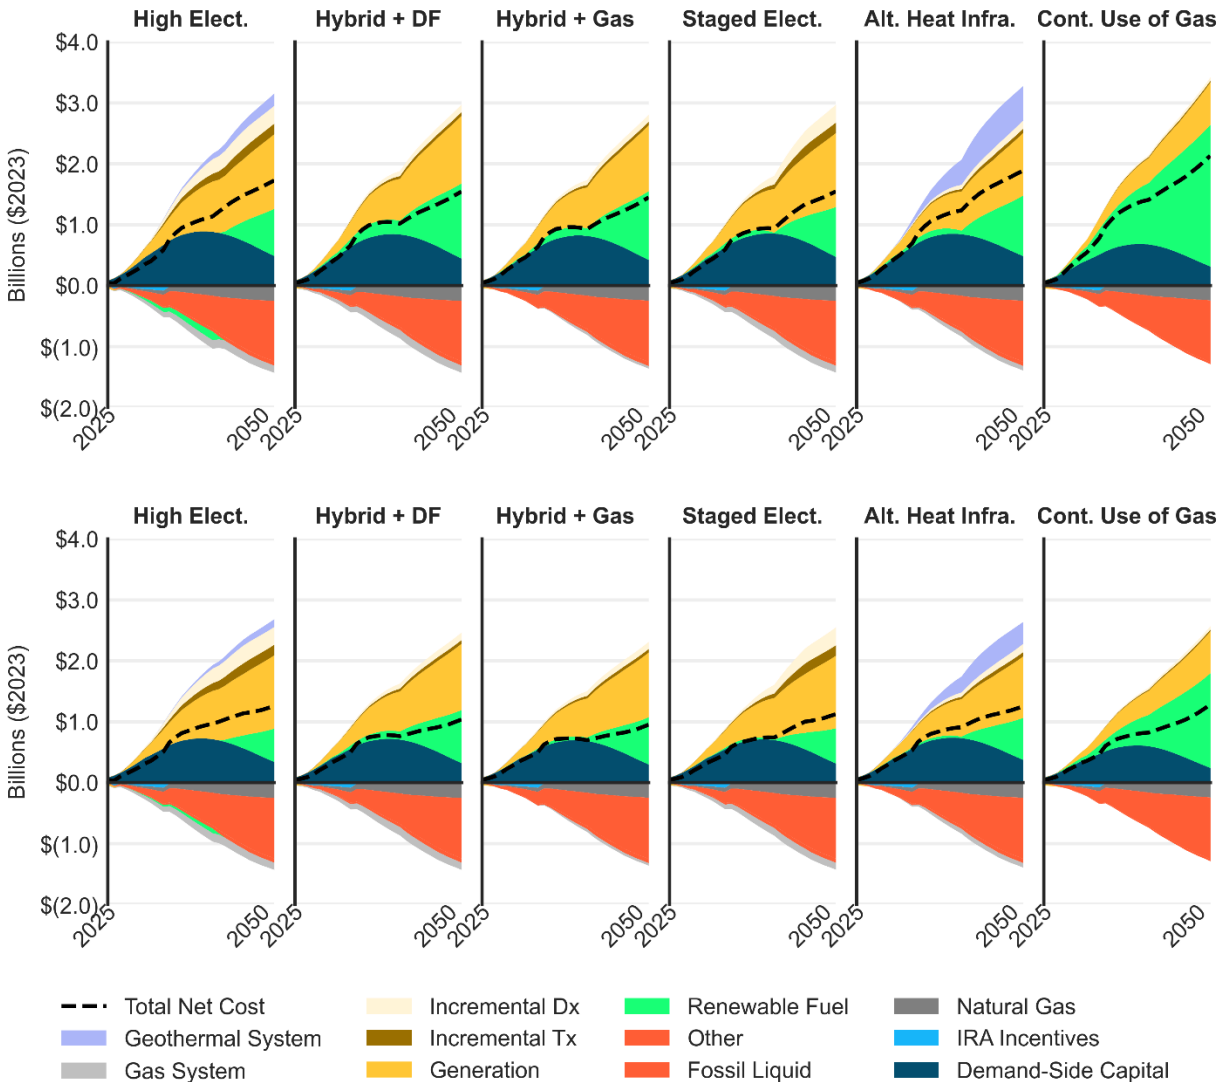 High Elect. Hybrid + DF Hybrid + Gas Staged Elect. Alt. Heat Infra. Cont. Use of Gas
$4.0
$3.0
$2.0
$1.0
$0.0
$(1.0)
$(2.0)
Billions ($2023)
2025 2050 2025 2050 2025 2050 2025 2050 2025 2050 2025 2050
High Elect. Hybrid + DF Hybrid + Gas Staged Elect. Alt. Heat Infra. Cont. Use of Gas
$4.0
$3.0
$2.0
$1.0
$0.0
$(1.0)
$(2.0)
Billions ($2023)
2025 2050 2025 2050 2025 2050 2025 2050 2025 2050 2025 2050
Total Net Cost Incremental Dx Renewable Fuel Natural Gas
Geothermal System Incremental Tx Other IRA Incentives
Gas System Generation Fossil Liquid Demand-Side Capital